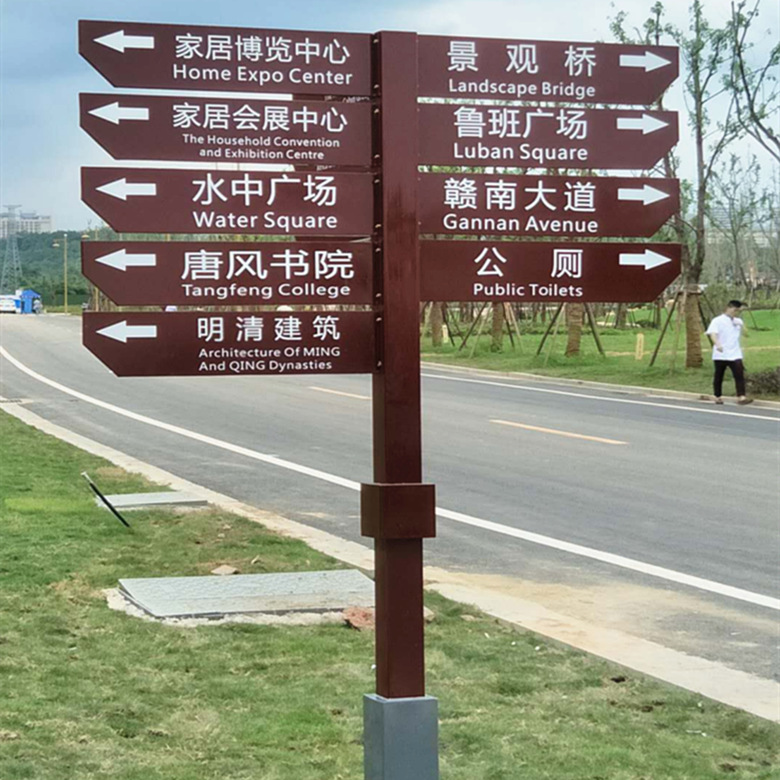 家居博览中心
Home Expo Center
家居会展中心
The Household Convention
and Exhibition Centre
水中广场
Water Square
唐风书院
Tangfeng College
明清建筑
Architecture Of MING
And QING Dynasties
景观桥
Landscape Bridge
鲁班广场
Luban Square
赣南大道
Gannan Avenue
公厕
Public Toilets